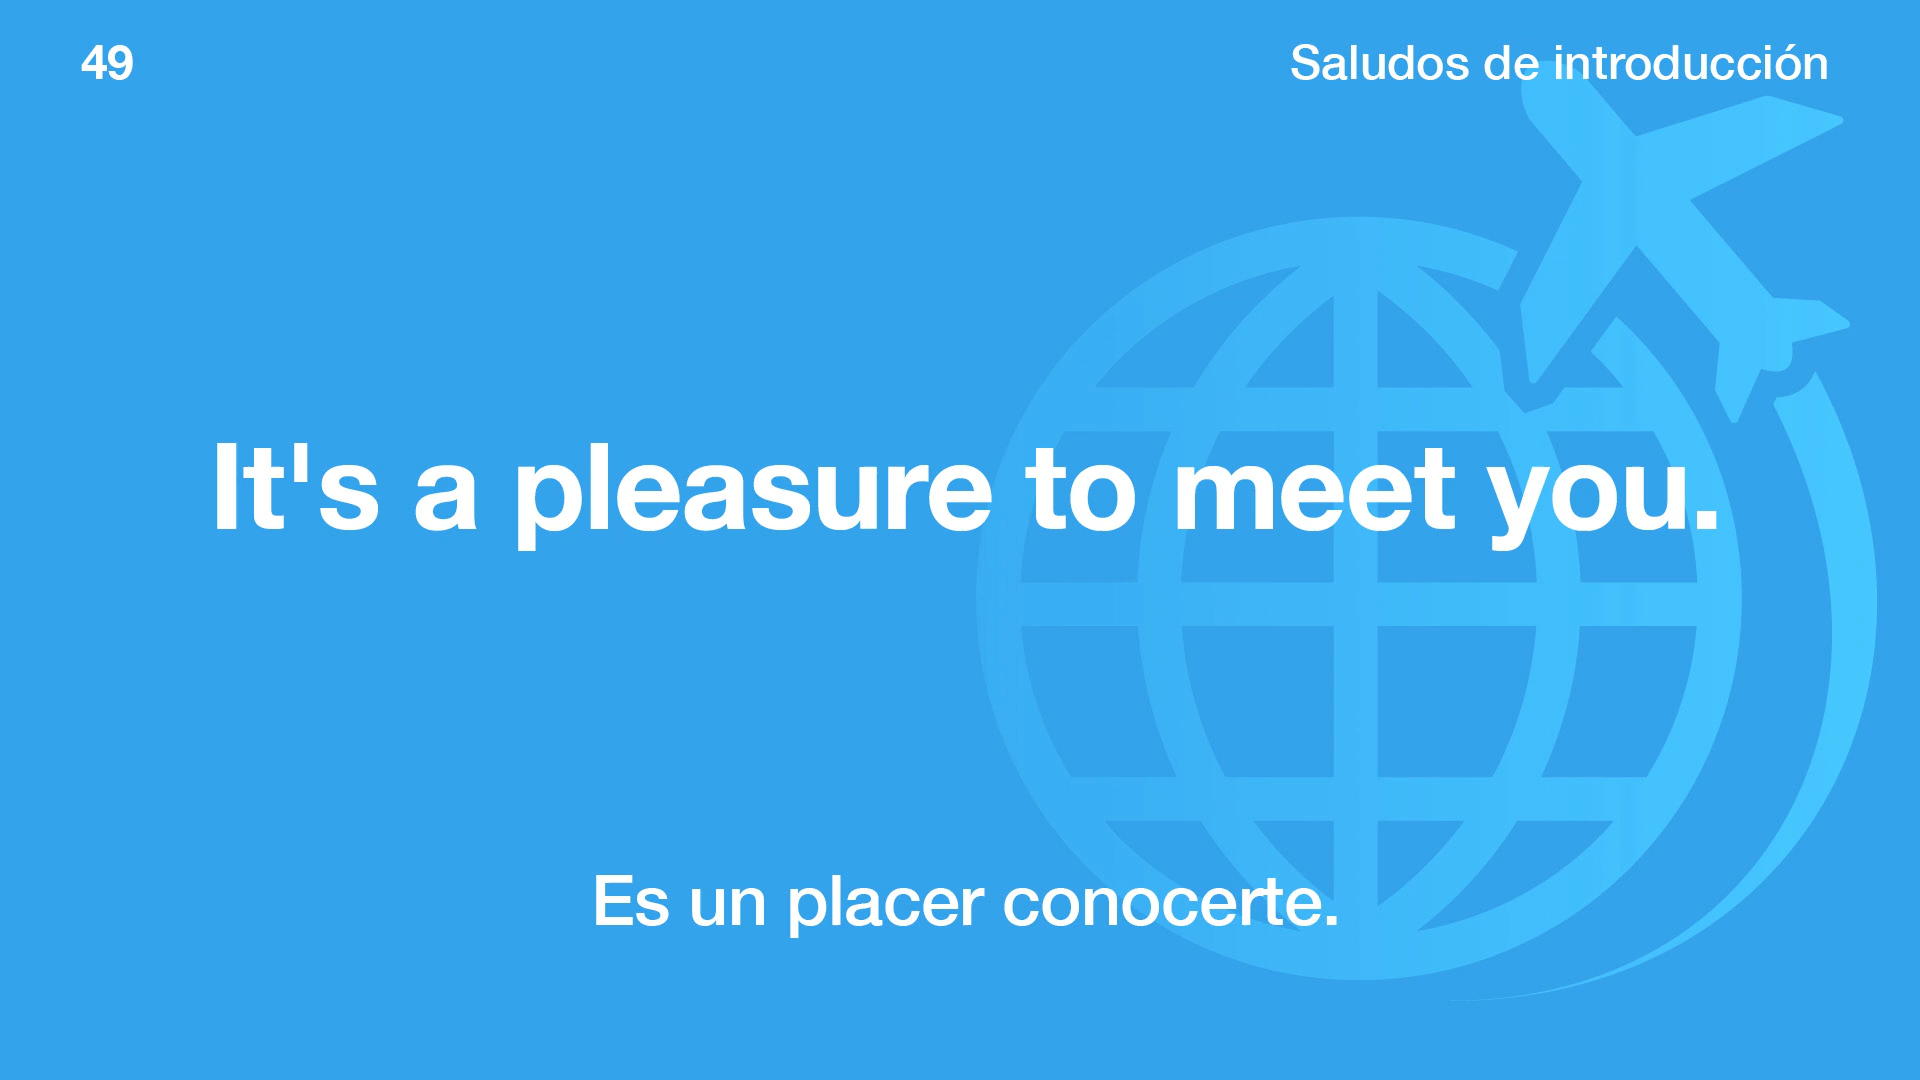 49
Saludos de introducción
It's a pleasure to meet you.
Es un placer conocerte.